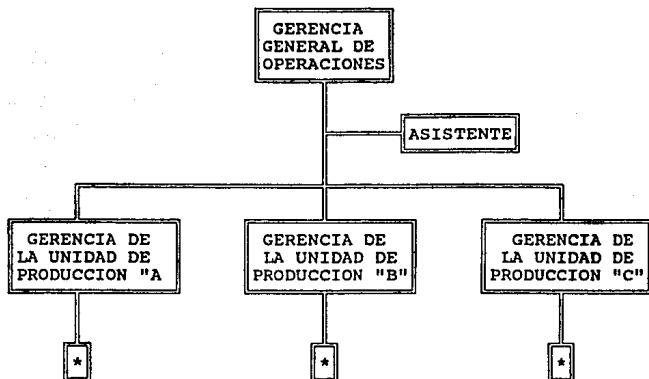 GERENCIA
GENERAL DE
OPERACIONES
ASISTENTE
GERENCIA DE
LA UNIDAD DE
PRODUCCION "A
GERENCIA DE
LA UNIDAD DE
PRODUCCION "B"
GERENCIA DE
LA UNIDAD DE
PRODUCCION "C"
*
*
*